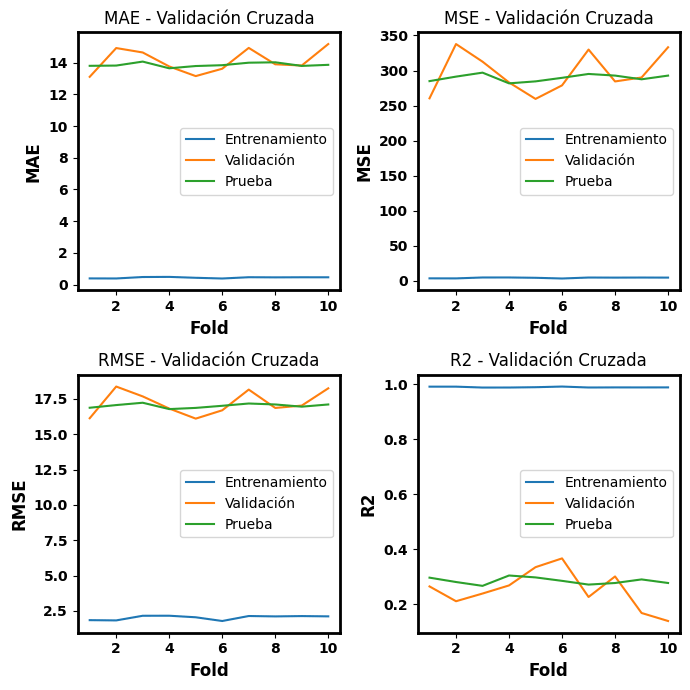 MAE - Validación Cruzada
MAE
14
12
10
8
6
4
2
0
Entrenamiento
Validación
Prueba
2 4 6 8 10
Fold
MSE - Validación Cruzada
MSE
350
300
250
200
150
100
50
0
Entrenamiento
Validación
Prueba
2 4 6 8 10
Fold
RMSE - Validación Cruzada
RMSE
17.5
15.0
12.5
10.0
7.5
5.0
2.5
Entrenamiento
Validación
Prueba
2 4 6 8 10
Fold
R2 - Validación Cruzada
R2
1.0
0.8
0.6
0.4
0.2
Entrenamiento
Validación
Prueba
2 4 6 8 10
Fold